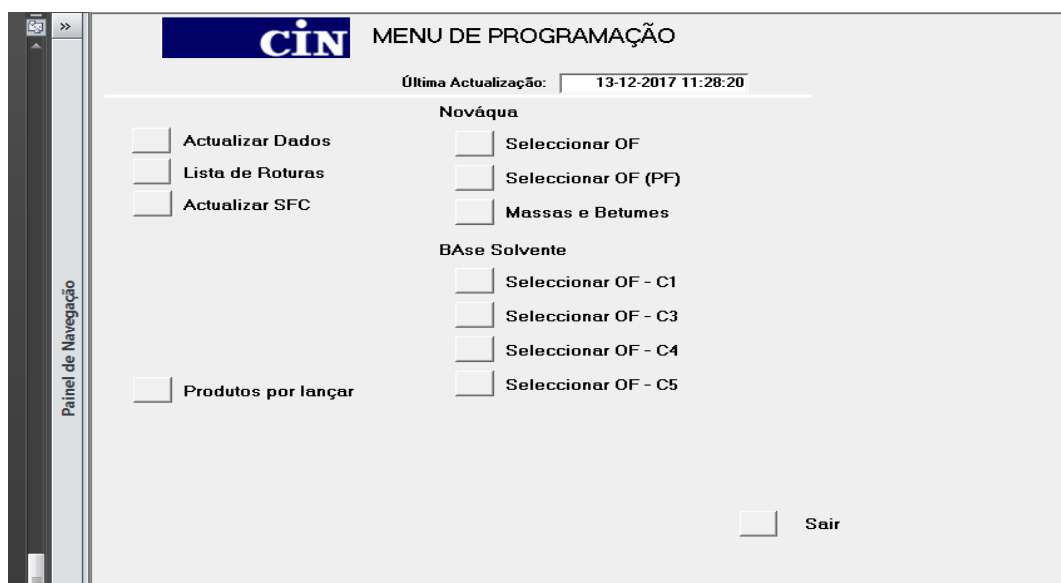 »
CIN MENU DE PROGRAMAÇÃO
Última Actualização: 13-12-2017 11:28:20
Nováqua
Actualizar Dados
Lista de Roturas
Actualizar SFC
Seleccionar OF
Seleccionar OF (PF)
Massas e Betumes
BAse Solvente
Seleccionar OF - C1
Seleccionar OF - C3
Seleccionar OF - C4
Seleccionar OF - C5
Produtos por lançar
Sair
Painel de Navegação